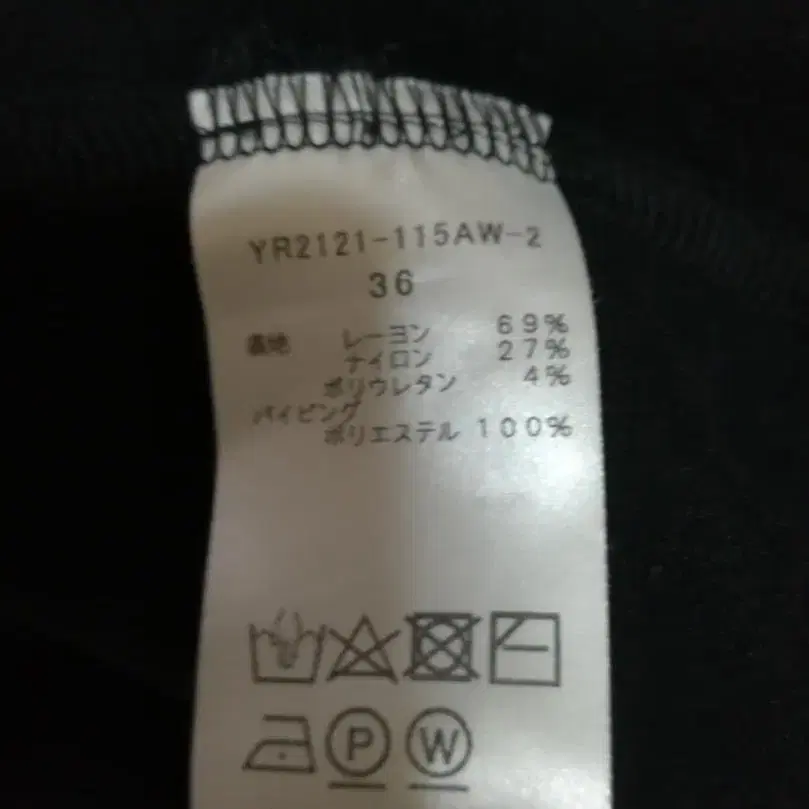 YR2121-115AW-2
36
表地 レーヨン 69%
ナイロン 27%
ポリウレタン 4%
パイピング
ポリエステル 100%
P W